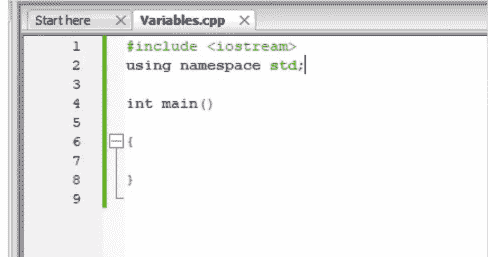 Start here Variables.cpp
1 #include <iostream>
2 using namespace std;
3
4 int main()
5
6 {
7
8 }
9